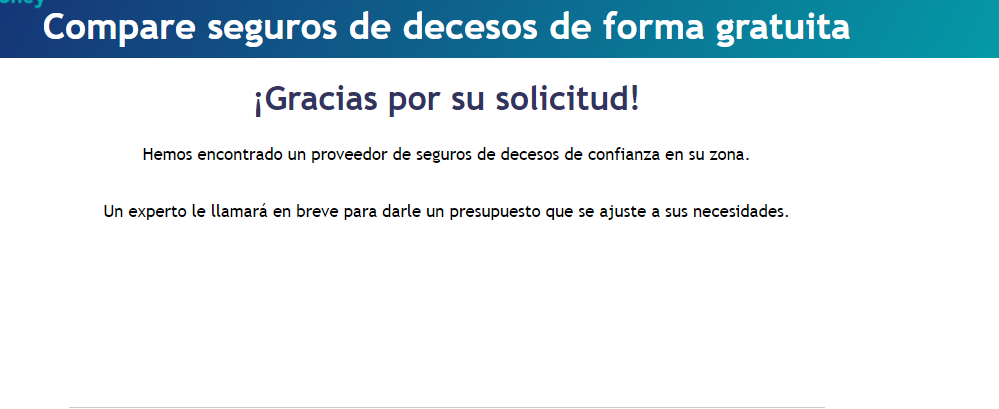 Compare seguros de decesos de forma gratuita
¡Gracias por su solicitud!
Hemos encontrado un proveedor de seguros de decesos de confianza en su zona.
Un experto le llamará en breve para darle un presupuesto que se ajuste a sus necesidades.